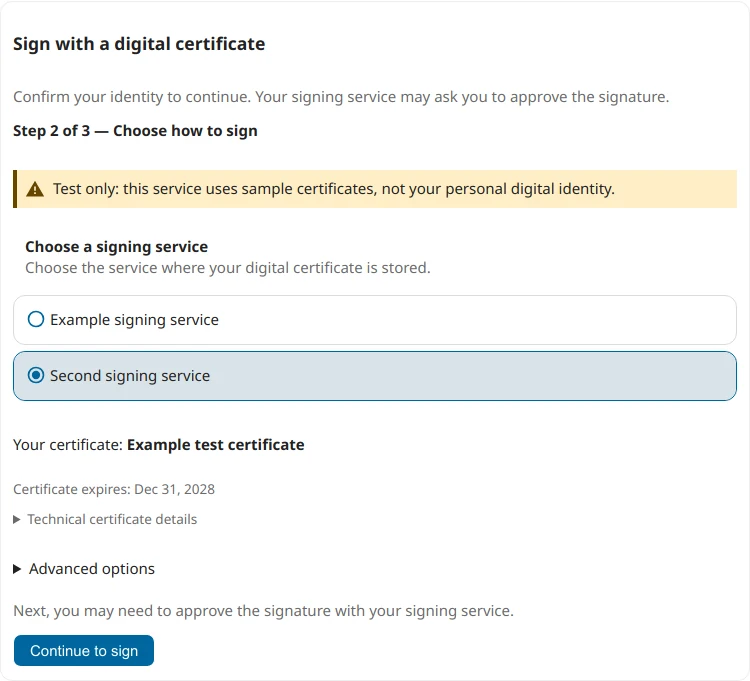 Sign with a digital certificate
Confirm your identity to continue. Your signing service may ask you to approve the signature.
Step 2 of 3 — Choose how to sign
Test only: this service uses sample certificates, not your personal digital identity.
Choose a signing service
Choose the service where your digital certificate is stored.
Example signing service
Second signing service
Your certificate: Example test certificate
Certificate expires: Dec 31, 2028
Technical certificate details
Advanced options
Next, you may need to approve the signature with your signing service.
Continue to sign